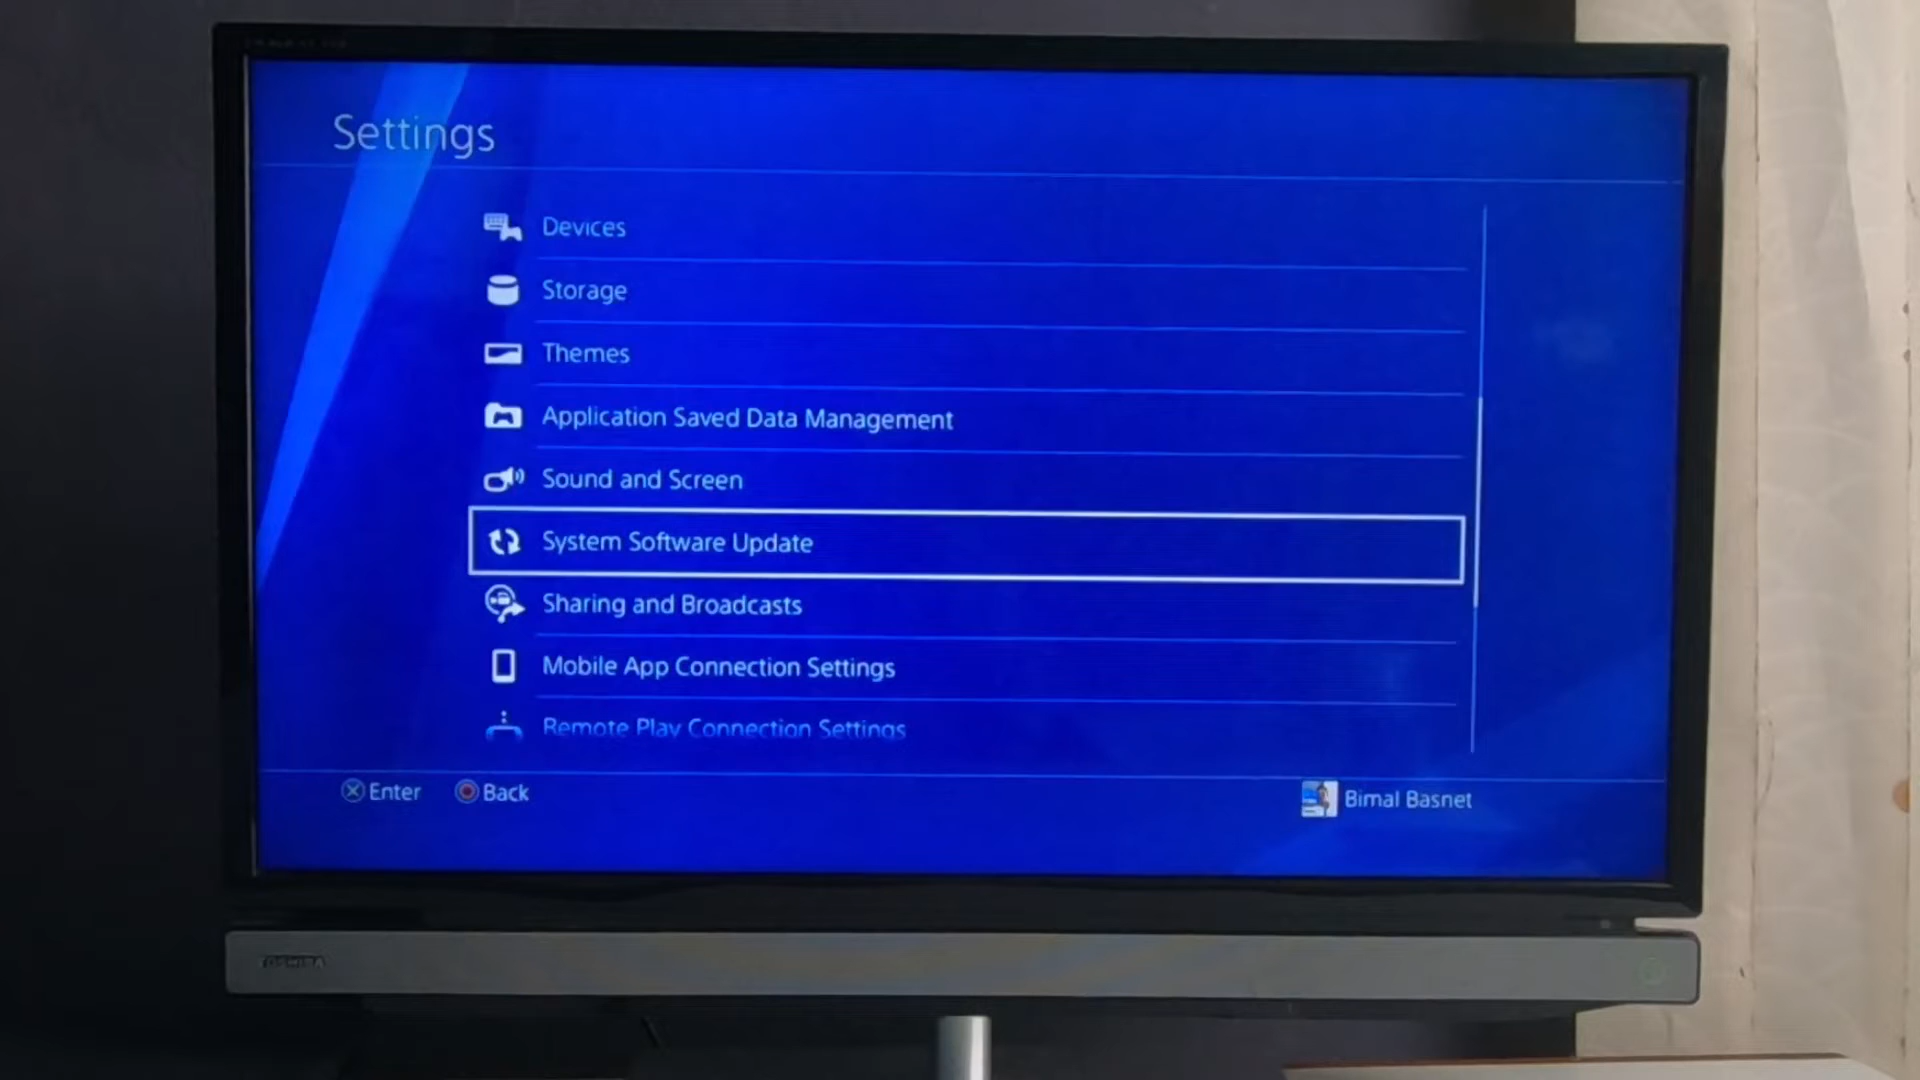 Settings
Devices
Storage
Themes
Application Saved Data Management
Sound and Screen
System Software Update
Sharing and Broadcasts
Mobile App Connection Settings
Remote Play Connection Settings
Enter Back
Bimal Basnet
TOSHIBA